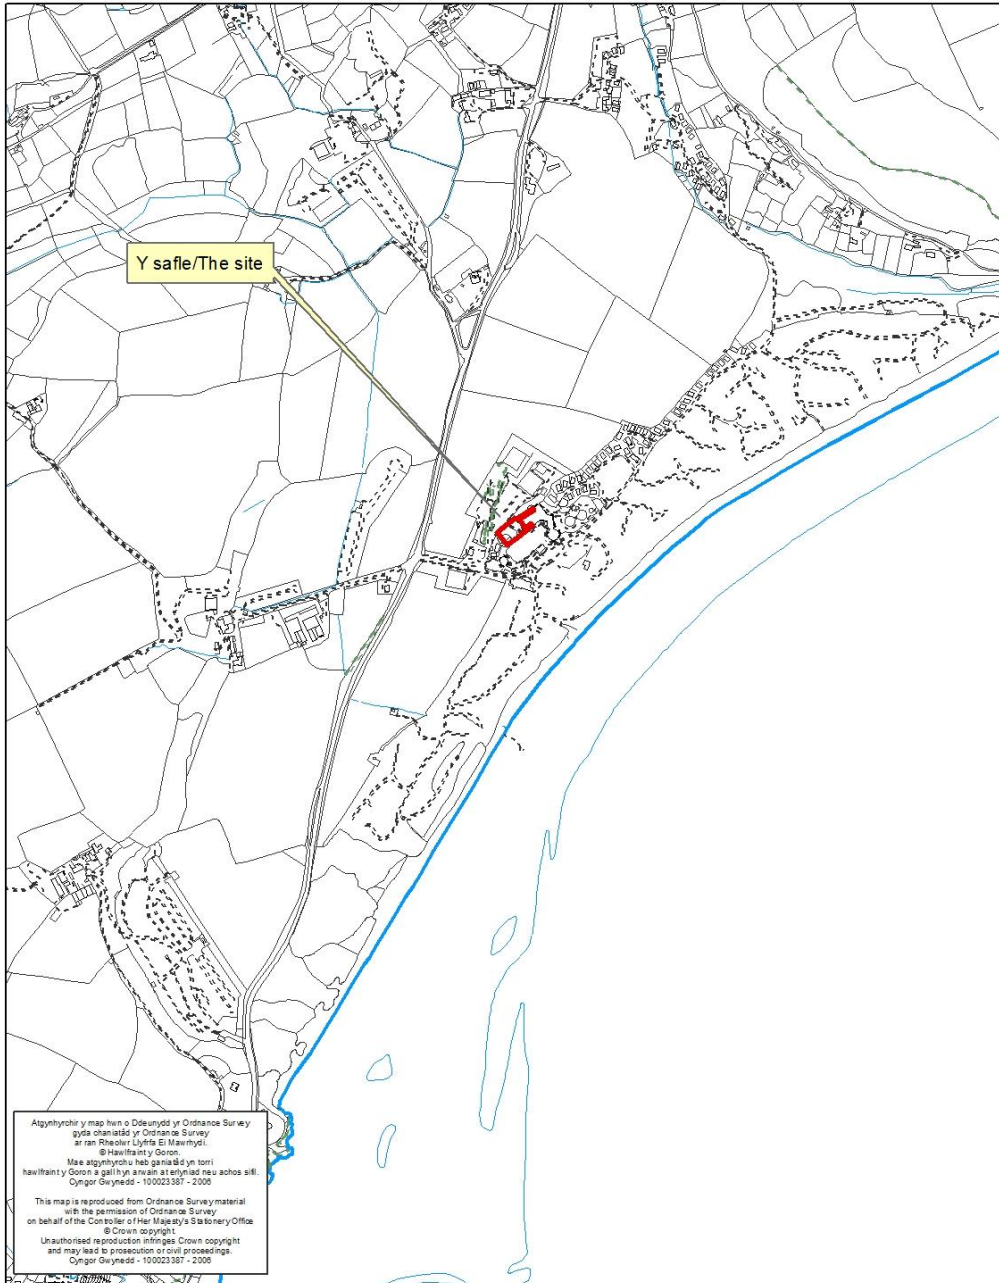 Y safle/The site
Atgynhyrchir y map hwn o Ddeunydd yr Ordnance Survey
gyda chaniatâd yr Ordnance Survey
ar ran Rheolwr Llyfrfa Ei Mawrhydi.
© Hawlfraint y Goron.
Mae atgynhyrchu heb ganiatâd yn torri
hawlfraint y Goron a gall hyn arwain at erlyniad neu achos sifil.
Cyngor Gwynedd - 100023387 - 2006
This map is reproduced from Ordnance Survey material
with the permission of Ordnance Survey
on behalf of the Controller of Her Majesty's Stationery Office
© Crown copyright.
Unauthorised reproduction infringes Crown copyright
and may lead to prosecution or civil proceedings.
Cyngor Gwynedd - 100023387 - 2006